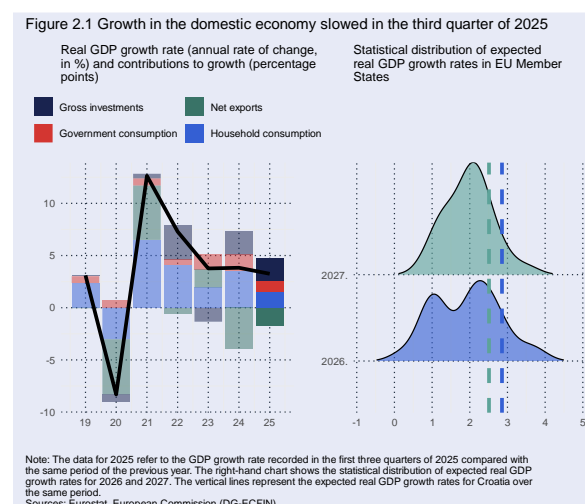 Figure 2.1 Growth in the domestic economy slowed in the third quarter of 2025
Real GDP growth rate (annual rate of change,
in %) and contributions to growth (percentage
points)
Statistical distribution of expected
real GDP growth rates in EU Member
States
Gross investments
Net exports
Government consumption
Household consumption
10
5
0
-5
-10
19 20 21 22 23 24 25
2027.
2026.
-1 0 1 2 3 4 5
Note: The data for 2025 refer to the GDP growth rate recorded in the first three quarters of 2025 compared with
the same period of the previous year. The right-hand chart shows the statistical distribution of expected real GDP
growth rates for 2026 and 2027. The vertical lines represent the expected real GDP growth rates for Croatia over
the same period.
Sources: Eurostat, European Commission (DG-ECFIN)